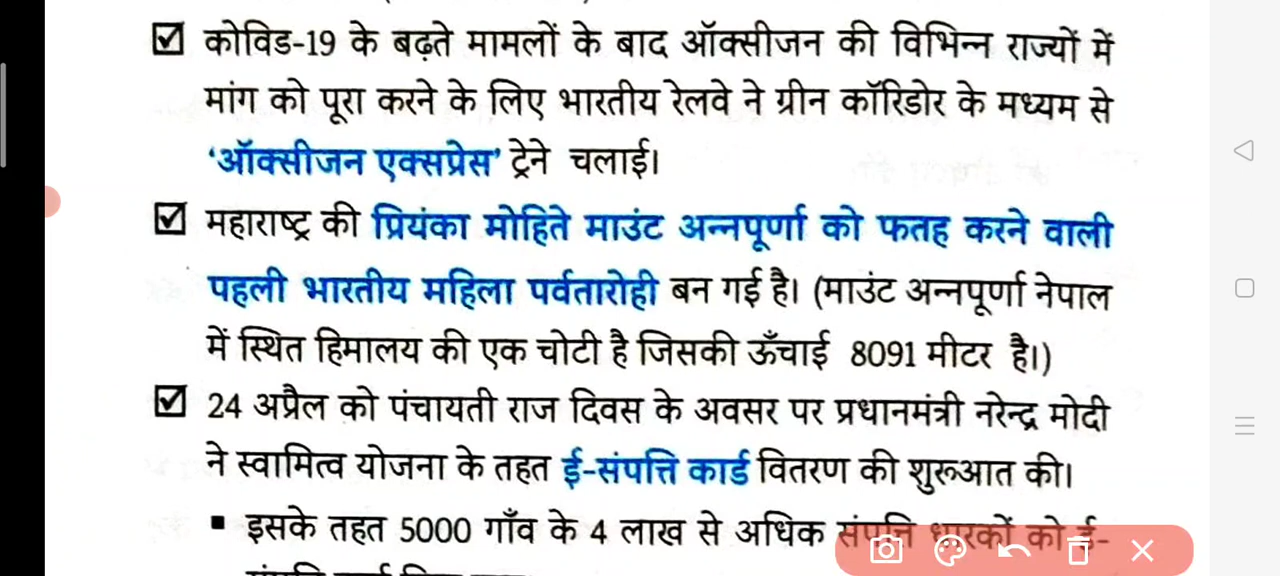 कोविड-19 के बढ़ते मामलों के बाद ऑक्सीजन की विभिन्न राज्यों में
मांग को पूरा करने के लिए भारतीय रेलवे ने ग्रीन कॉरिडोर के मध्यम से
‘ऑक्सीजन एक्सप्रेस’ ट्रेने चलाई।
महाराष्ट्र की प्रियंका मोहिते माउंट अन्नपूर्णा को फतह करने वाली
पहली भारतीय महिला पर्वतारोही बन गई है। (माउंट अन्नपूर्णा नेपाल
में स्थित हिमालय की एक चोटी है जिसकी ऊँचाई 8091 मीटर है।)
24 अप्रैल को पंचायती राज दिवस के अवसर पर प्रधानमंत्री नरेन्द्र मोदी
ने स्वामित्व योजना के तहत ई-संपत्ति कार्ड वितरण की शुरूआत की।
इसके तहत 5000 गाँव के 4 लाख से अधिक संपत्ति धारकों को ई-